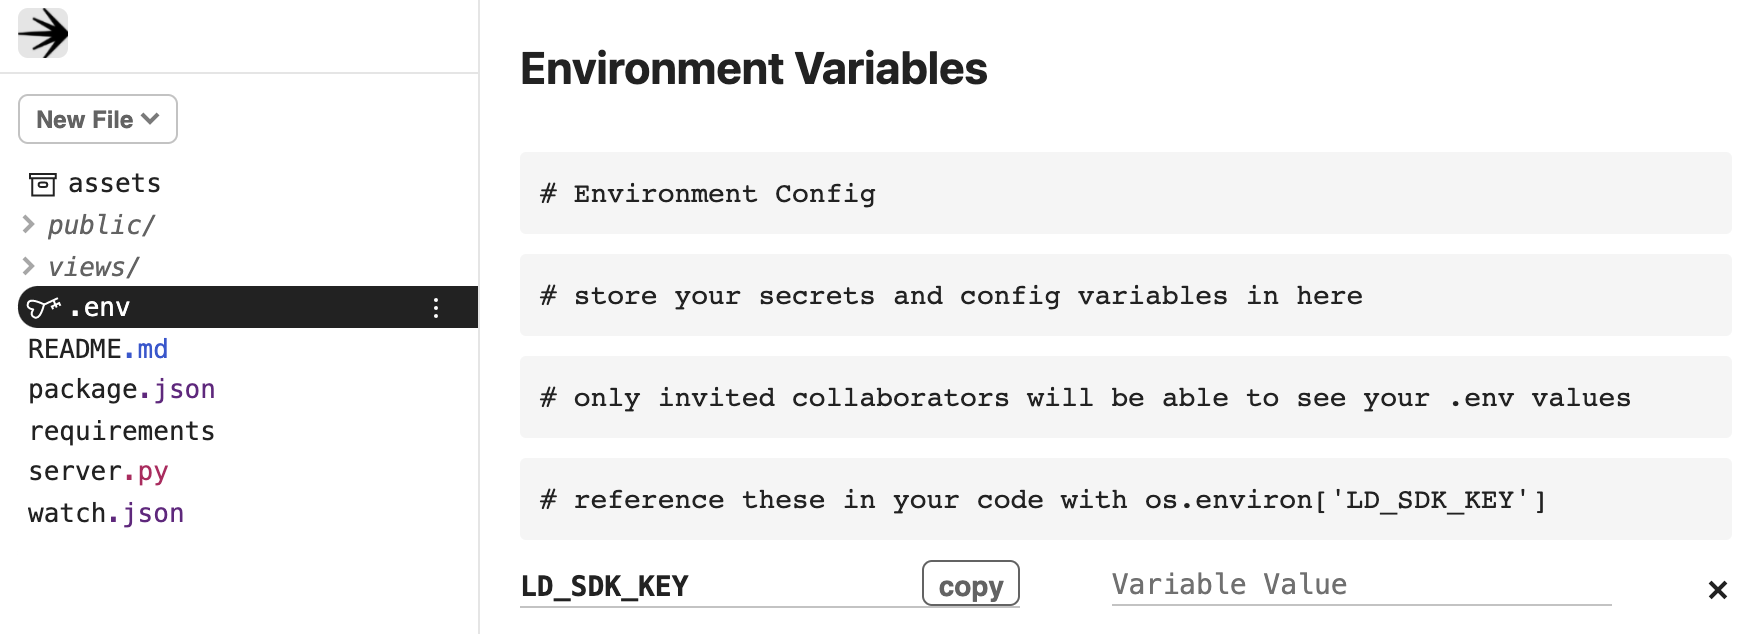 New File
assets
public/
views/
.env
README.md
package.json
requirements
server.py
watch.json
Environment Variables
# Environment Config
# store your secrets and config variables in here
# only invited collaborators will be able to see your .env values
# reference these in your code with os.environ['LD_SDK_KEY']
LD_SDK_KEY copy Variable Value